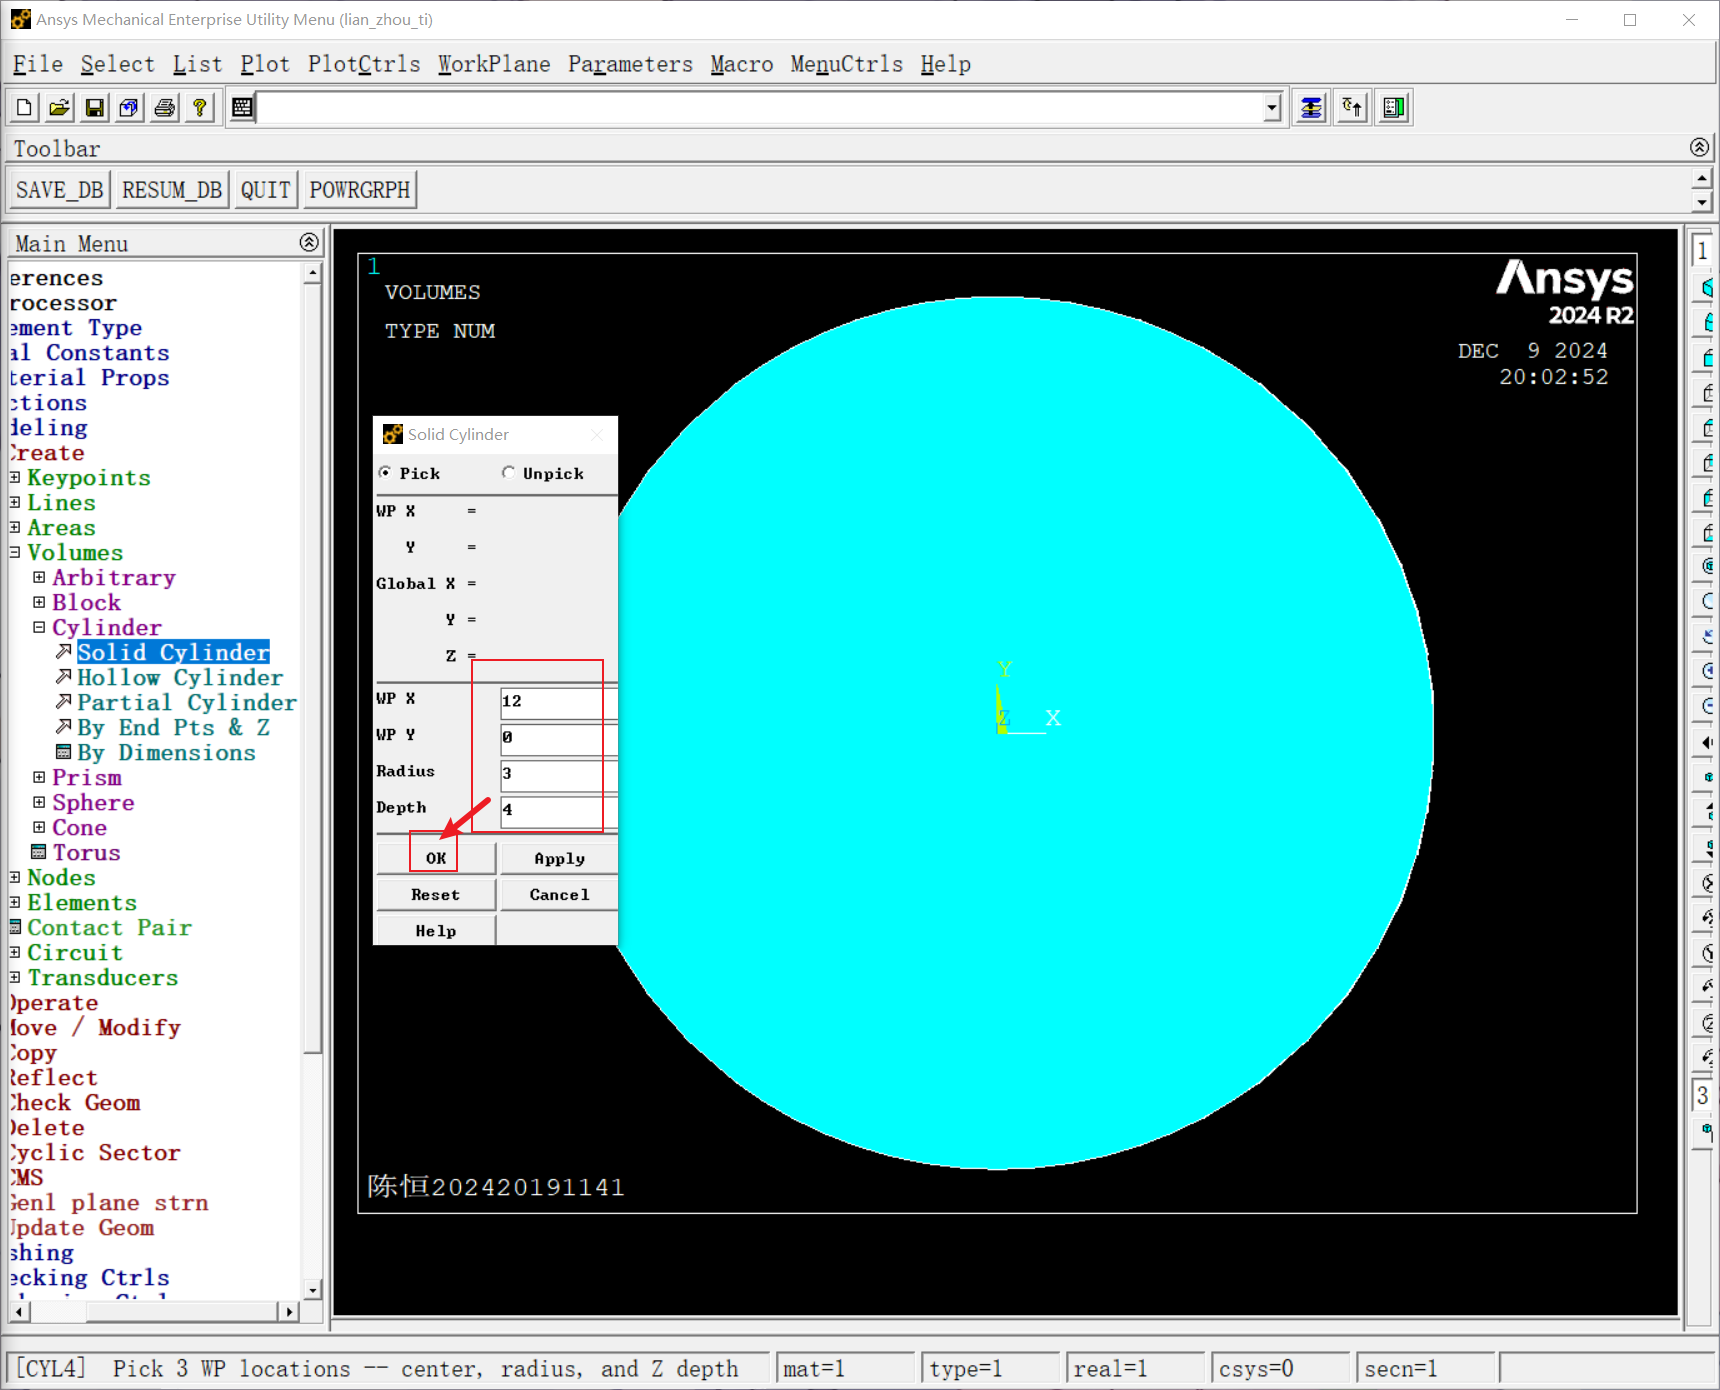 Ansys Mechanical Enterprise Utility Menu (lian_zhou_ti)
File Select List Plot PlotCtrls WorkPlane Parameters Macro MenuCtrls Help
Toolbar
SAVE_DB RESUM_DB QUIT POWRGRPH
Main Menu
erences
rocessor
ement Type
al Constants
terial Props
ctions
deling
Create
Keypoints
Lines
Areas
Volumes
Arbitrary
Block
Cylinder
Solid Cylinder
Hollow Cylinder
Partial Cylinder
By End Pts & Z
By Dimensions
Prism
Sphere
Cone
Torus
Nodes
Elements
Contact Pair
Circuit
Transducers
Operate
Move / Modify
Copy
Reflect
Check Geom
Delete
Cyclic Sector
CMS
Genl plane strn
Update Geom
shing
ecking Ctrls
1
VOLUMES
TYPE NUM
Ansys
2024 R2
DEC 9 2024
20:02:52
Solid Cylinder
Pick Unpick
WP X =
Y =
Global X =
Y =
Z =
WP X 12
WP Y 0
Radius 3
Depth 4
OK Apply
Reset Cancel
Help
Y
Z X
陈恒202420191141
1
3
[CYL4] Pick 3 WP locations -- center, radius, and Z depth mat=1 type=1 real=1 csys=0 secn=1